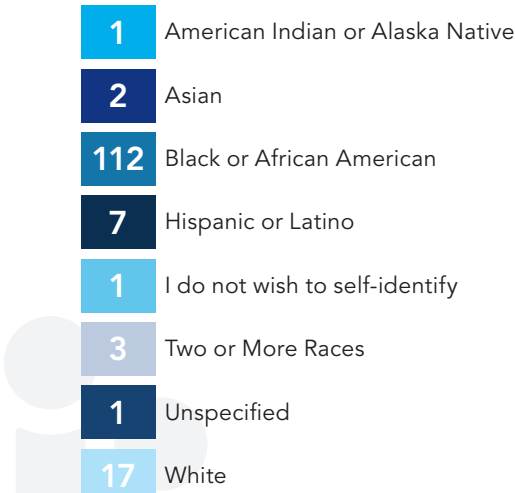 1 American Indian or Alaska Native
2 Asian
112 Black or African American
7 Hispanic or Latino
1 I do not wish to self-identify
3 Two or More Races
1 Unspecified
17 White